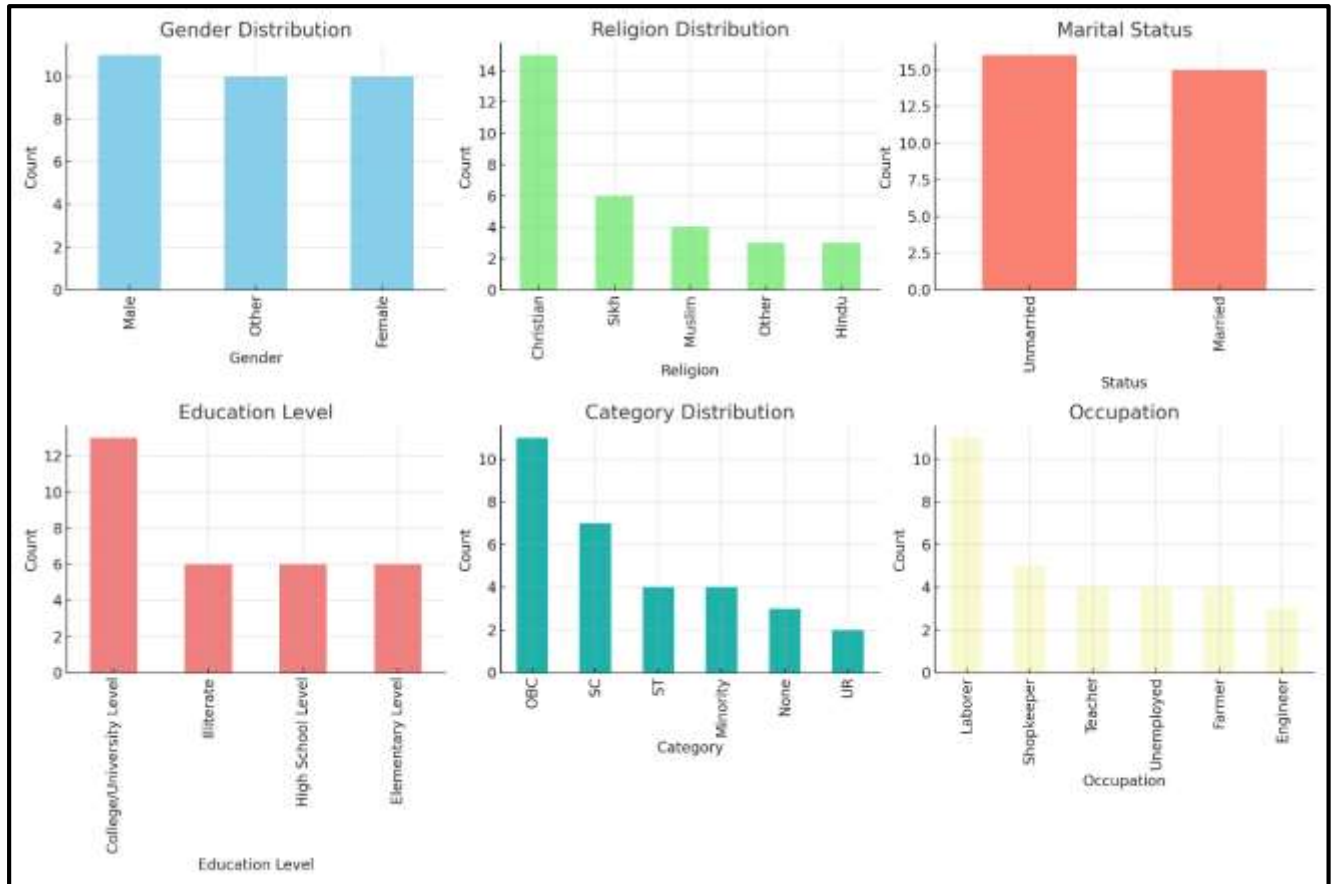 Gender Distribution
Count
10
8
6
4
2
0
Male
Other
Female
Gender
Religion Distribution
Count
14
12
10
8
6
4
2
0
Christian
Sikh
Muslim
Other
Hindu
Religion
Marital Status
Count
15.0
12.5
10.0
7.5
5.0
2.5
0.0
Unmarried
Married
Status
Education Level
Count
12
10
8
6
4
2
0
College/University Level
Illiterate
High School Level
Elementary Level
Education Level
Category Distribution
Count
10
8
6
4
2
0
OBC
SC
ST
Minority
None
UR
Category
Occupation
Count
10
8
6
4
2
0
Laborer
Shopkeeper
Teacher
Unemployed
Farmer
Engineer
Occupation